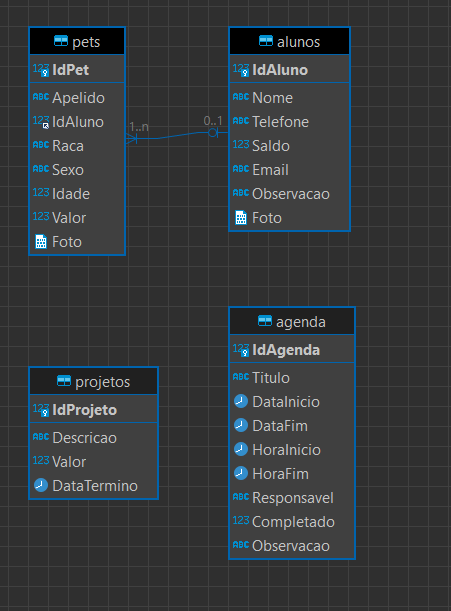 pets
123 IdPet
ABC Apelido
123 IdAluno
ABC Raca
ABC Sexo
123 Idade
123 Valor
Foto
1..n
0..1
alunos
123 IdAluno
ABC Nome
ABC Telefone
123 Saldo
ABC Email
ABC Observacao
Foto
projetos
123 IdProjeto
ABC Descricao
123 Valor
DataTermino
agenda
123 IdAgenda
ABC Titulo
DataInicio
DataFim
HoraInicio
HoraFim
ABC Responsavel
123 Completado
ABC Observacao